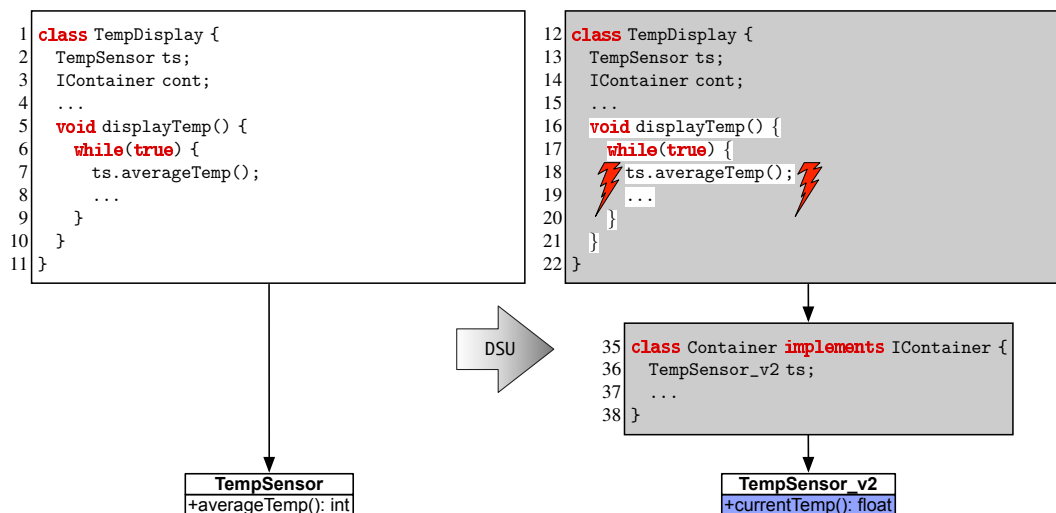 1 class TempDisplay {
2 TempSensor ts;
3 IContainer cont;
4 ...
5 void displayTemp() {
6 while(true) {
7 ts.averageTemp();
8 ...
9 }
10 }
11 }
12 class TempDisplay {
13 TempSensor ts;
14 IContainer cont;
15 ...
16 void displayTemp() {
17 while(true) {
18 ts.averageTemp();
19 ...
20 }
21 }
22 }
DSU
35 class Container implements IContainer {
36 TempSensor_v2 ts;
37 ...
38 }
TempSensor
+averageTemp(): int
TempSensor_v2
+currentTemp(): float